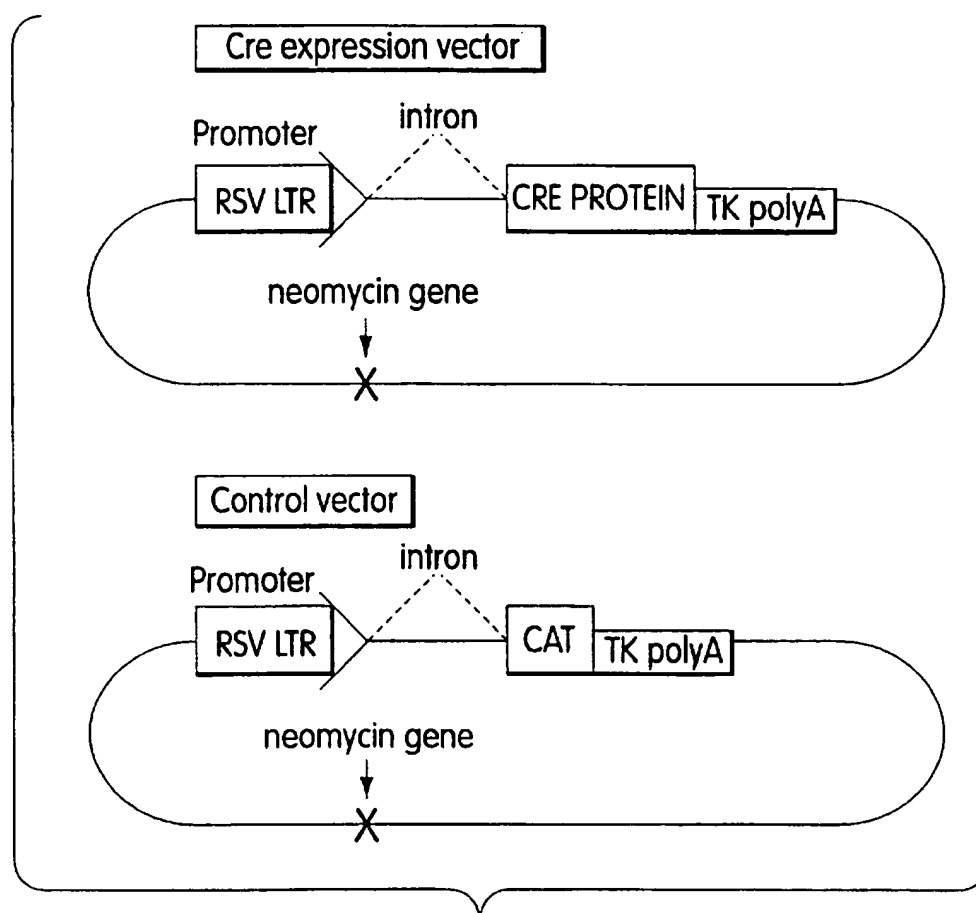 Cre expression vector
intron
Promoter
RSV LTR
CRE PROTEIN
TK polyA
neomycin gene
X
Control vector
intron
Promoter
RSV LTR
CAT
TK polyA
neomycin gene
X